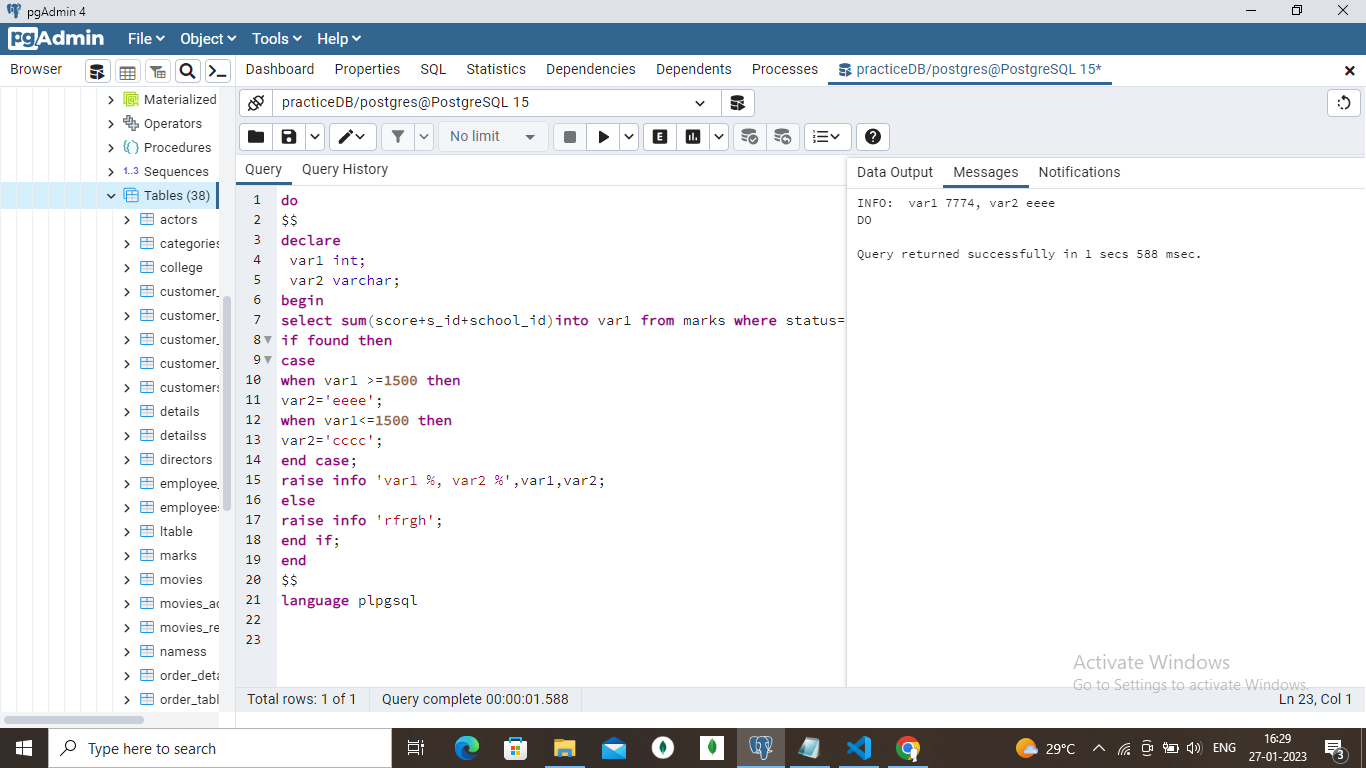 pgAdmin 4
pgAdmin File Object Tools Help
Browser Dashboard Properties SQL Statistics Dependencies Dependents Processes practiceDB/postgres@PostgreSQL 15*
practiceDB/postgres@PostgreSQL 15
No limit E
Query Query History
Data Output Messages Notifications
Materialized
Operators
Procedures
1..3 Sequences
Tables (38)
actors
categories
college
customer_
customer_
customer_
customer_
customers
details
detailss
directors
employee_
employees
ltable
marks
movies
movies_ac
movies_re
namess
order_deta
order_tabl
1 do
2 $$
3 declare
4 var1 int;
5 var2 varchar;
6 begin
7 select sum(score+s_id+school_id)into var1 from marks where status=
8 if found then
9 case
10 when var1 >=1500 then
11 var2='eeee';
12 when var1<=1500 then
13 var2='cccc';
14 end case;
15 raise info 'var1 %, var2 %',var1,var2;
16 else
17 raise info 'rfrgh';
18 end if;
19 end
20 $$
21 language plpgsql
22
23
INFO: var1 7774, var2 eeee
DO
Query returned successfully in 1 secs 588 msec.
Activate Windows
Go to Settings to activate Windows.
Total rows: 1 of 1 Query complete 00:00:01.588 Ln 23, Col 1
Type here to search 29°C ENG 16:29
27-01-2023 3